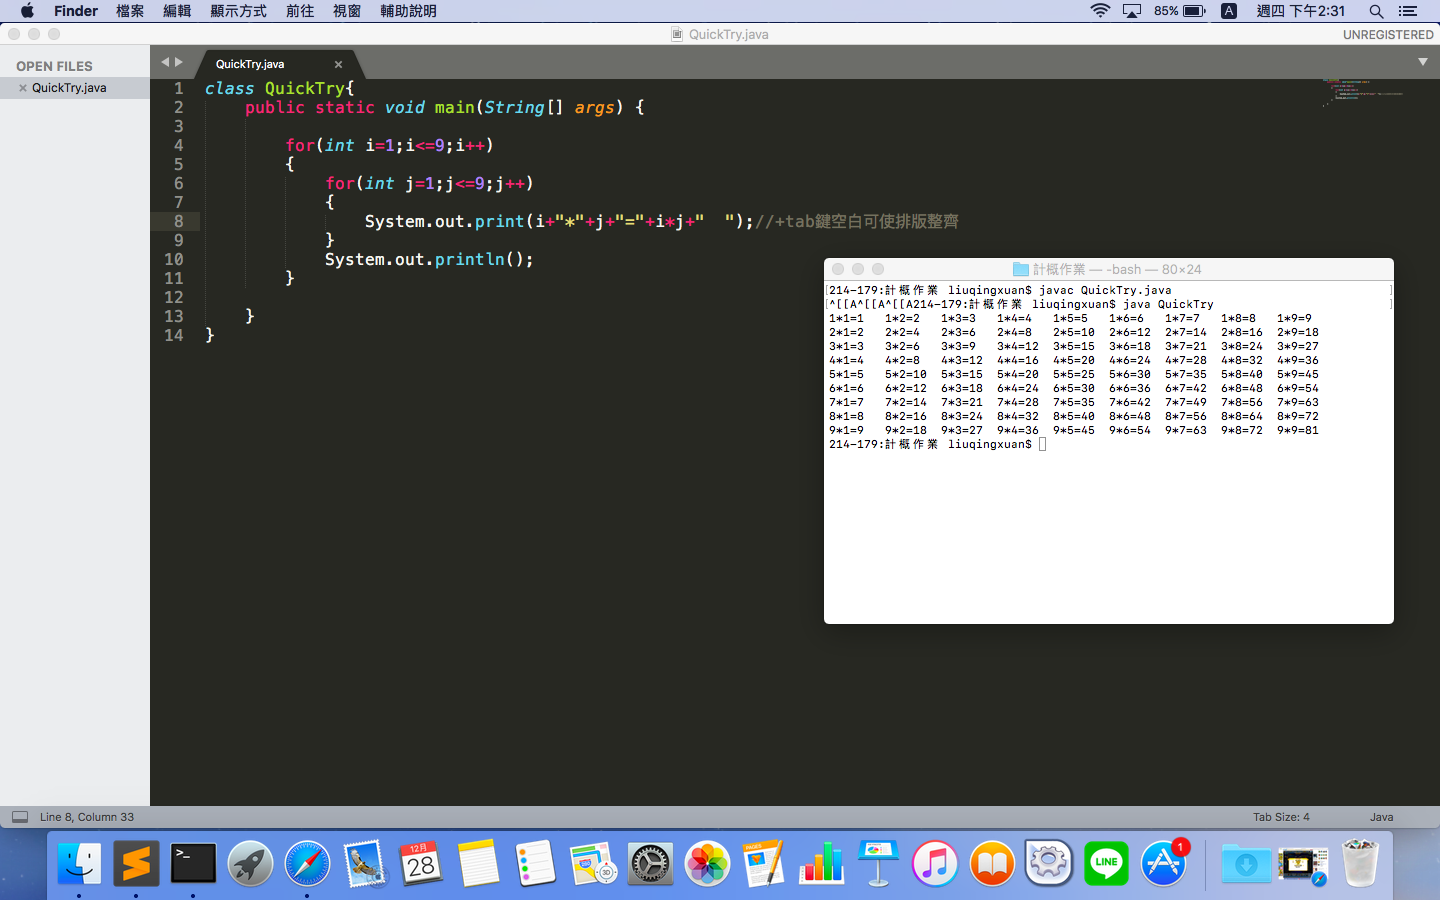 Finder 檔案 編輯 顯示方式 前往 視窗 輔助說明 85% A 週四 下午2:31
QuickTry.java UNREGISTERED
OPEN FILES
QuickTry.java
QuickTry.java
1 class QuickTry{
2 public static void main(String[] args) {
3
4 for(int i=1;i<=9;i++)
5 {
6 for(int j=1;j<=9;j++)
7 {
8 System.out.print(i+"*"+j+"="+i*j+"  ");//+tab鍵空白可使排版整齊
9 }
10 System.out.println();
11 }
12
13 }
14 }
計概作業 — -bash — 80×24
[214-179:計概作業 liuqingxuan$ javac QuickTry.java ]
[^[[A^[[A^[[A214-179:計概作業 liuqingxuan$ java QuickTry ]
1*1=1 1*2=2 1*3=3 1*4=4 1*5=5 1*6=6 1*7=7 1*8=8 1*9=9
2*1=2 2*2=4 2*3=6 2*4=8 2*5=10 2*6=12 2*7=14 2*8=16 2*9=18
3*1=3 3*2=6 3*3=9 3*4=12 3*5=15 3*6=18 3*7=21 3*8=24 3*9=27
4*1=4 4*2=8 4*3=12 4*4=16 4*5=20 4*6=24 4*7=28 4*8=32 4*9=36
5*1=5 5*2=10 5*3=15 5*4=20 5*5=25 5*6=30 5*7=35 5*8=40 5*9=45
6*1=6 6*2=12 6*3=18 6*4=24 6*5=30 6*6=36 6*7=42 6*8=48 6*9=54
7*1=7 7*2=14 7*3=21 7*4=28 7*5=35 7*6=42 7*7=49 7*8=56 7*9=63
8*1=8 8*2=16 8*3=24 8*4=32 8*5=40 8*6=48 8*7=56 8*8=64 8*9=72
9*1=9 9*2=18 9*3=27 9*4=36 9*5=45 9*6=54 9*7=63 9*8=72 9*9=81
214-179:計概作業 liuqingxuan$
Line 8, Column 33 Tab Size: 4 Java
>_
12月
28
3D
PAGES
LINE
1